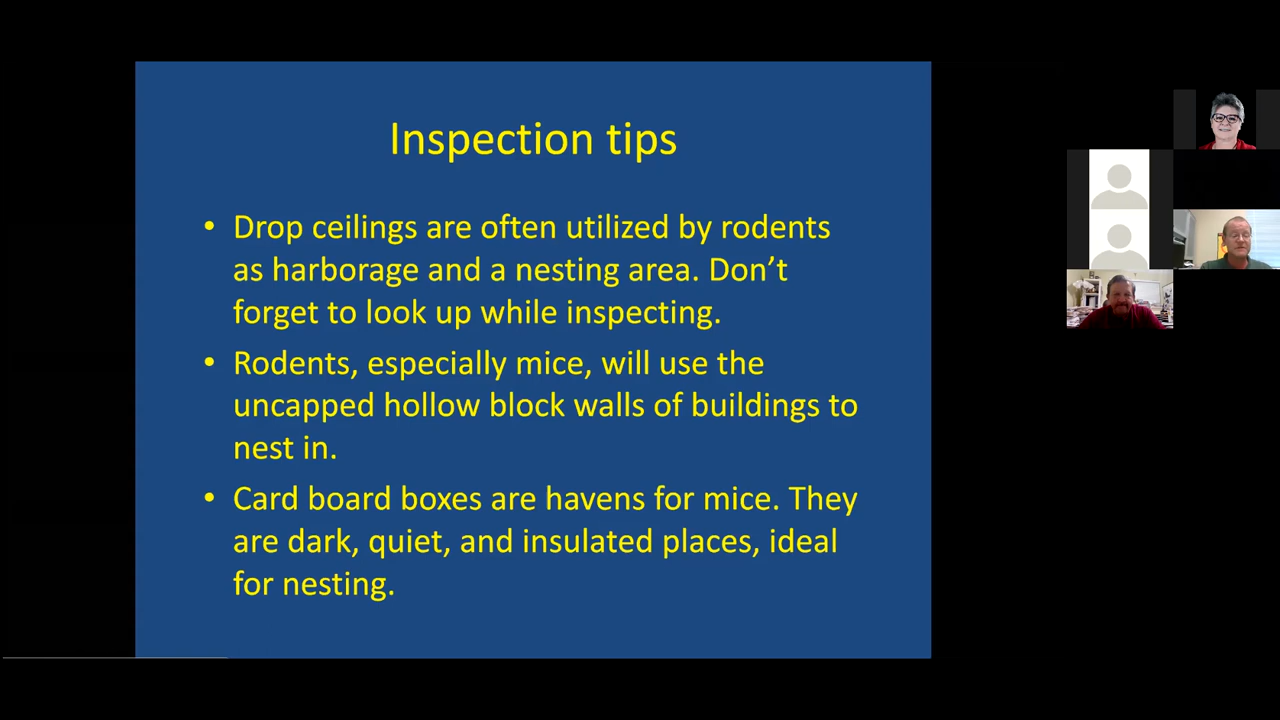 Inspection tips
• Drop ceilings are often utilized by rodents
as harborage and a nesting area. Don’t
forget to look up while inspecting.
• Rodents, especially mice, will use the
uncapped hollow block walls of buildings to
nest in.
• Card board boxes are havens for mice. They
are dark, quiet, and insulated places, ideal
for nesting.